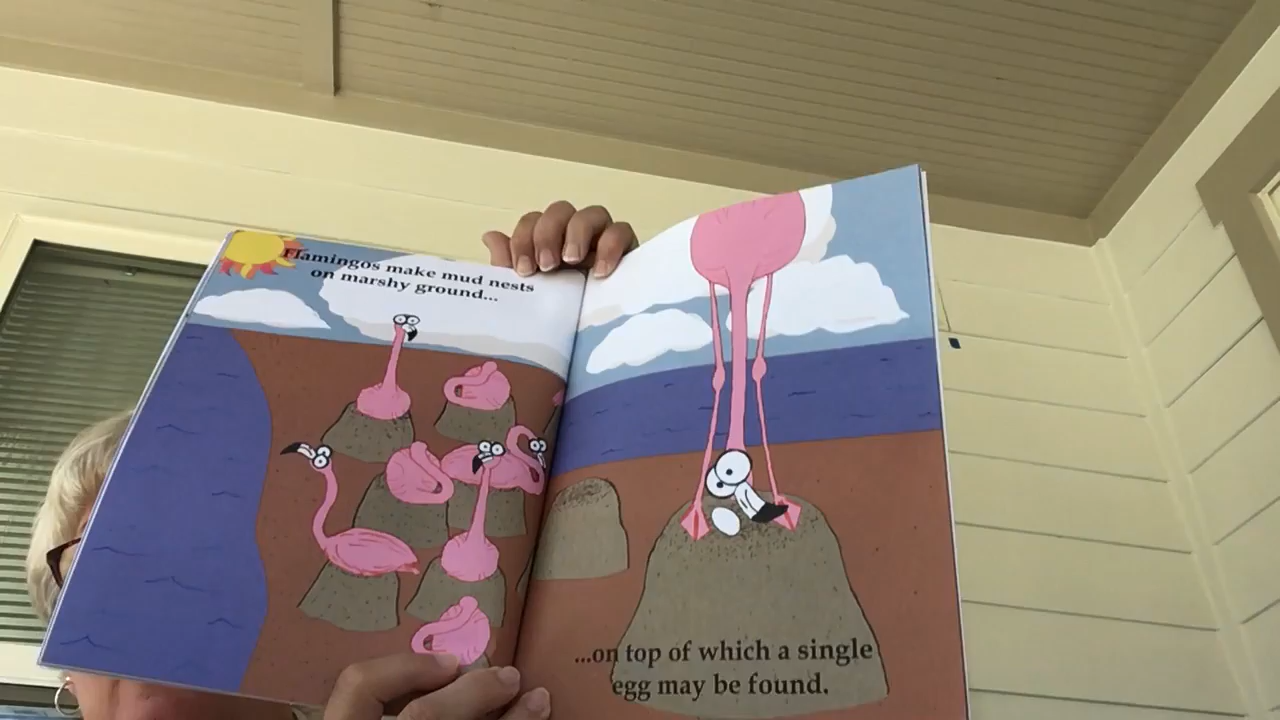 Flamingos make mud nests
on marshy ground...
...on top of which a single
egg may be found.